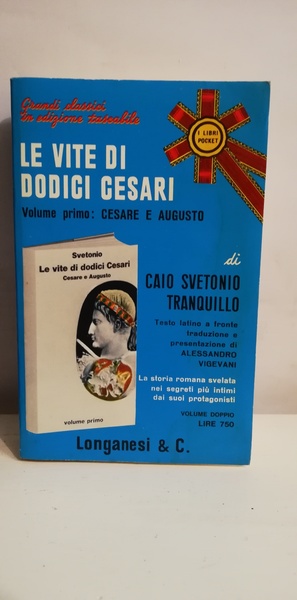 Grandi classici
in edizione tascabile
I LIBRI
POCKET
LE VITE DI
DODICI CESARI
Volume primo: CESARE E AUGUSTO
Svetonio
Le vite di dodici Cesari
Cesare e Augusto
volume primo
di
CAIO SVETONIO
TRANQUILLO
Testo latino a fronte
traduzione e
presentazione di
ALESSANDRO
VIGEVANI
La storia romana svelata
nei segreti più intimi
dai suoi protagonisti
VOLUME DOPPIO
LIRE 750
Longanesi & C.